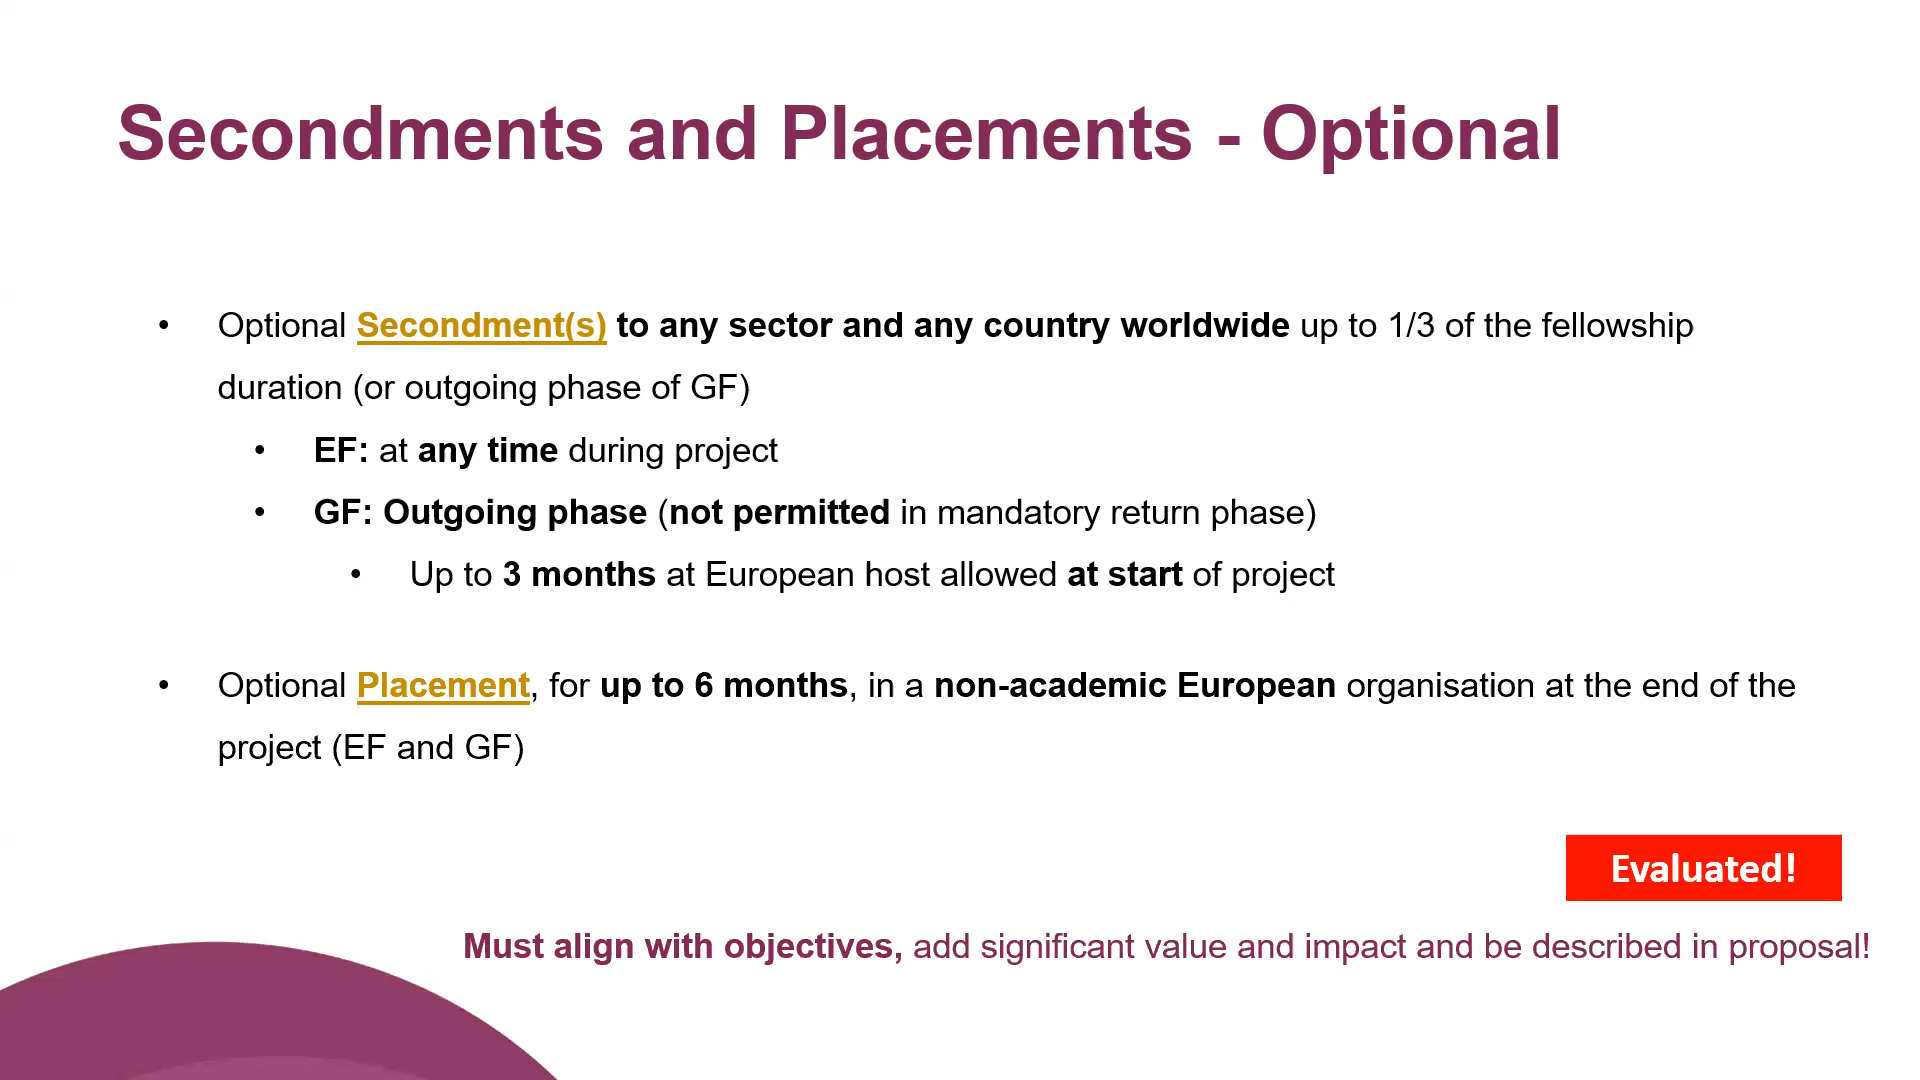 Secondments and Placements - Optional
• Optional Secondment(s) to any sector and any country worldwide up to 1/3 of the fellowship
duration (or outgoing phase of GF)
• EF: at any time during project
• GF: Outgoing phase (not permitted in mandatory return phase)
• Up to 3 months at European host allowed at start of project
• Optional Placement, for up to 6 months, in a non-academic European organisation at the end of the
project (EF and GF)
Evaluated!
Must align with objectives, add significant value and impact and be described in proposal!